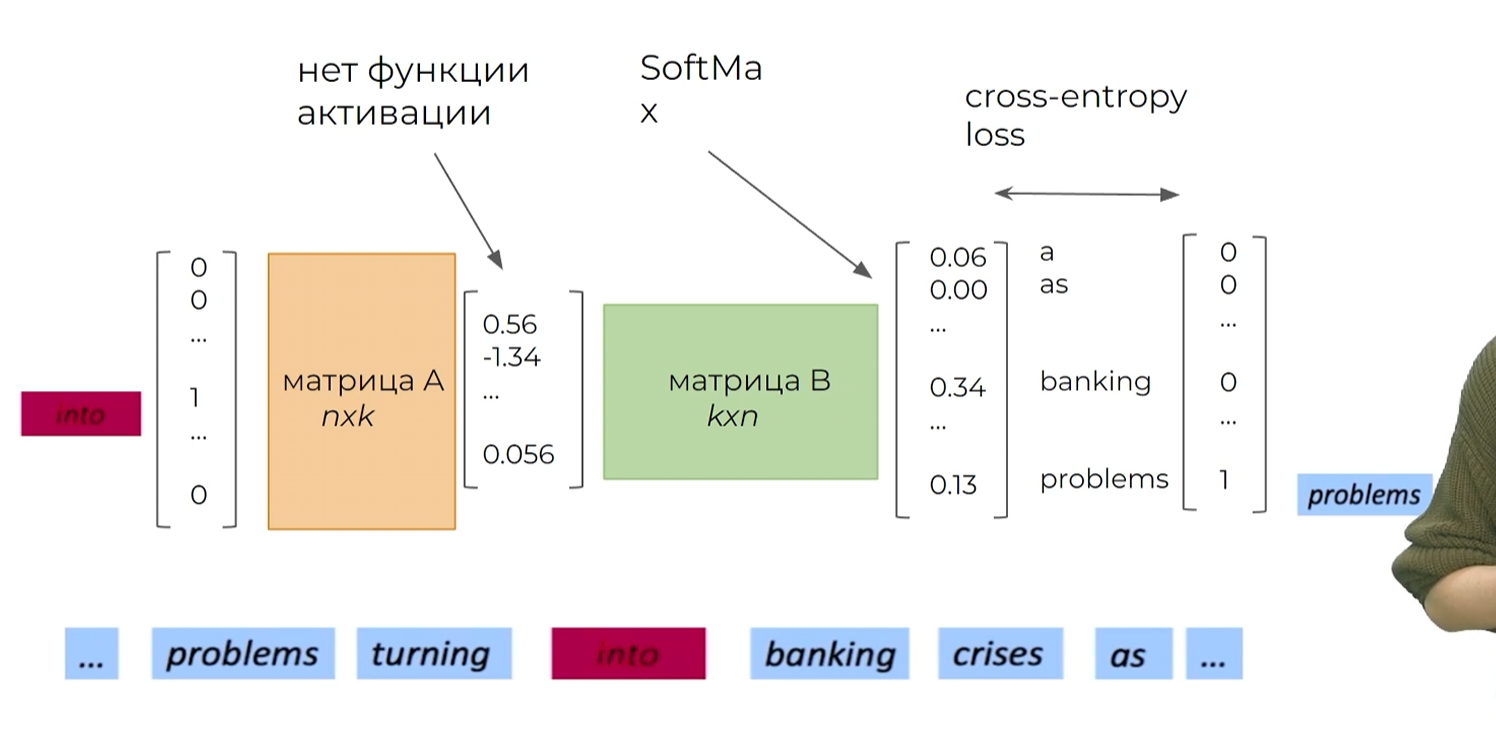 нет функции
активации
SoftMa
x
cross-entropy
loss
into
0
0
...
1
...
0
матрица А
nxk
0.56
-1.34
...
0.056
матрица В
kxn
0.06
0.00
...
0.34
...
0.13
a
as
banking
problems
0
0
...
0
...
1
problems
... problems turning into banking crises as ...